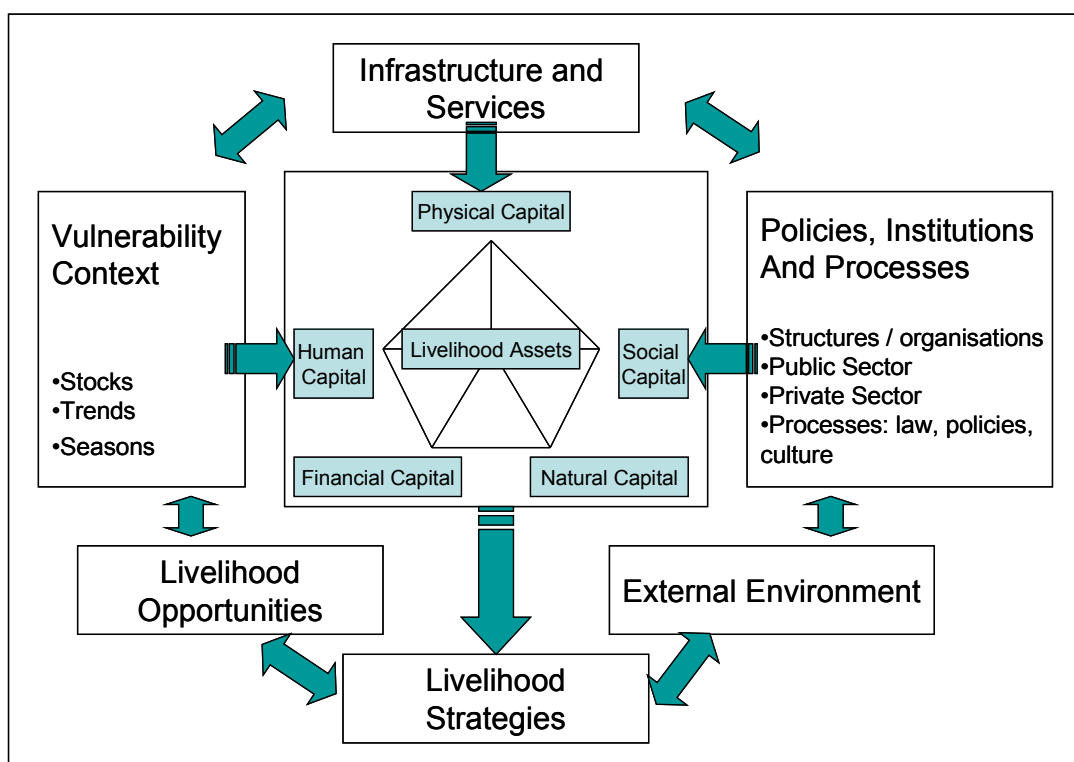 Infrastructure and
Services
Physical Capital
Vulnerability
Context
•Stocks
•Trends
•Seasons
Human
Capital
Livelihood Assets
Social
Capital
Policies, Institutions
And Processes
•Structures / organisations
•Public Sector
•Private Sector
•Processes: law, policies,
culture
Financial Capital
Natural Capital
Livelihood
Opportunities
External Environment
Livelihood
Strategies